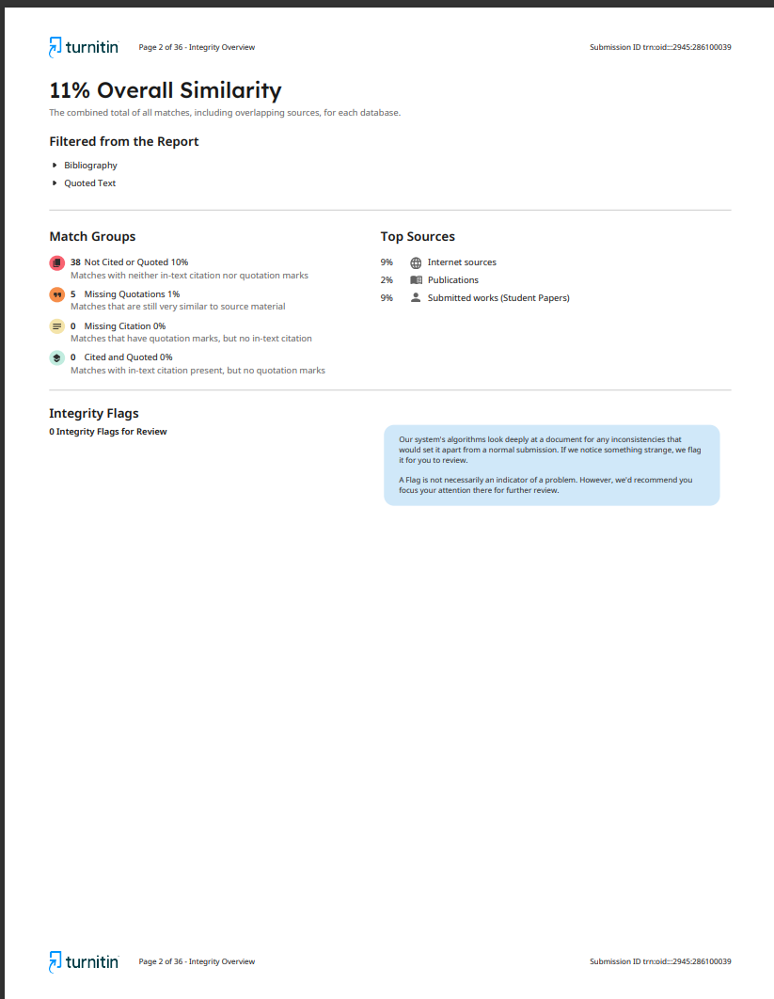 turnitin Page 2 of 36 - Integrity Overview Submission ID trn:oid:::2945:286100039
11% Overall Similarity
The combined total of all matches, including overlapping sources, for each database.
Filtered from the Report
Bibliography
Quoted Text
Match Groups
38 Not Cited or Quoted 10%
Matches with neither in-text citation nor quotation marks
5 Missing Quotations 1%
Matches that are still very similar to source material
0 Missing Citation 0%
Matches that have quotation marks, but no in-text citation
0 Cited and Quoted 0%
Matches with in-text citation present, but no quotation marks
Top Sources
9% Internet sources
2% Publications
9% Submitted works (Student Papers)
Integrity Flags
0 Integrity Flags for Review
Our system's algorithms look deeply at a document for any inconsistencies that
would set it apart from a normal submission. If we notice something strange, we flag
it for you to review.
A Flag is not necessarily an indicator of a problem. However, we'd recommend you
focus your attention there for further review.
turnitin Page 2 of 36 - Integrity Overview Submission ID trn:oid:::2945:286100039